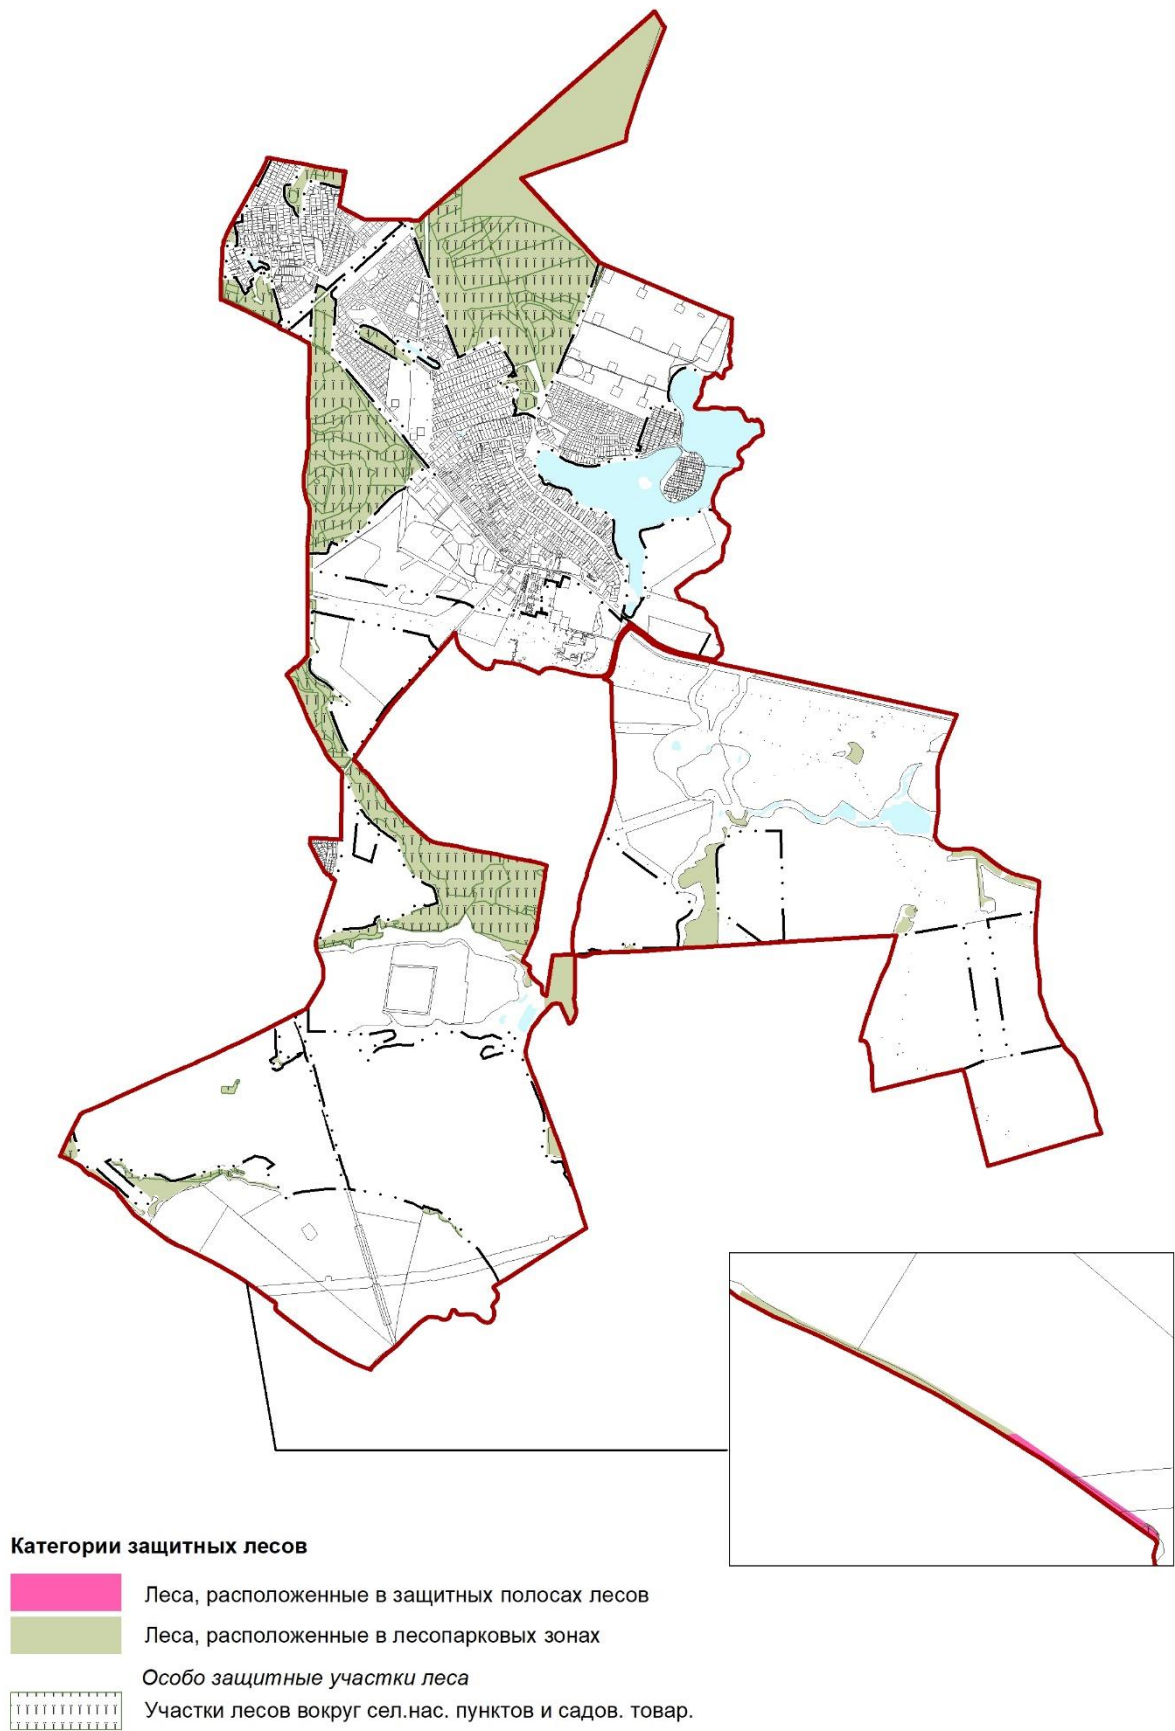 Категории защитных лесов
Леса, расположенные в защитных полосах лесов
Леса, расположенные в лесопарковых зонах
Особо защитные участки леса
Участки лесов вокруг сел.нас. пунктов и садов. товар.